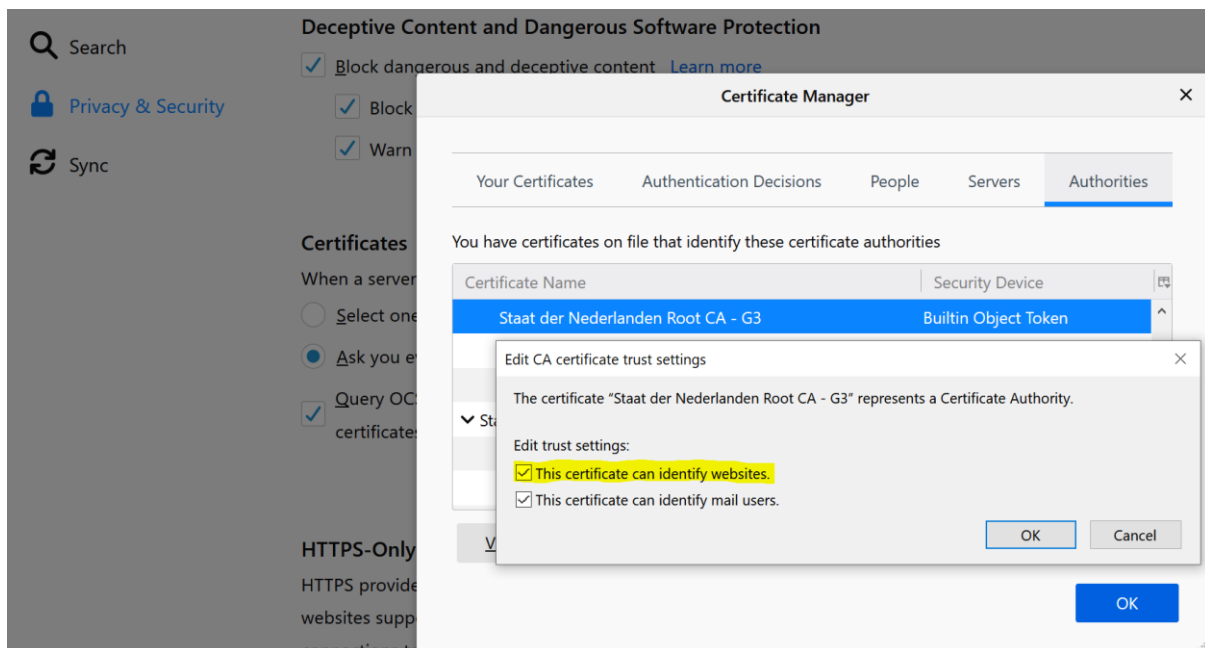 Search
Privacy & Security
Sync
Deceptive Content and Dangerous Software Protection
Block dangerous and deceptive content Learn more
Block
Warn
Certificates
When a server
Select one
Ask you e
Query OCS
certificates
HTTPS-Only
HTTPS provide
websites supp
Certificate Manager
Your Certificates Authentication Decisions People Servers Authorities
You have certificates on file that identify these certificate authorities
Certificate Name Security Device
Staat der Nederlanden Root CA - G3 Builtin Object Token
Sta
Edit CA certificate trust settings
The certificate “Staat der Nederlanden Root CA - G3” represents a Certificate Authority.
Edit trust settings:
This certificate can identify websites.
This certificate can identify mail users.
OK Cancel
V
OK